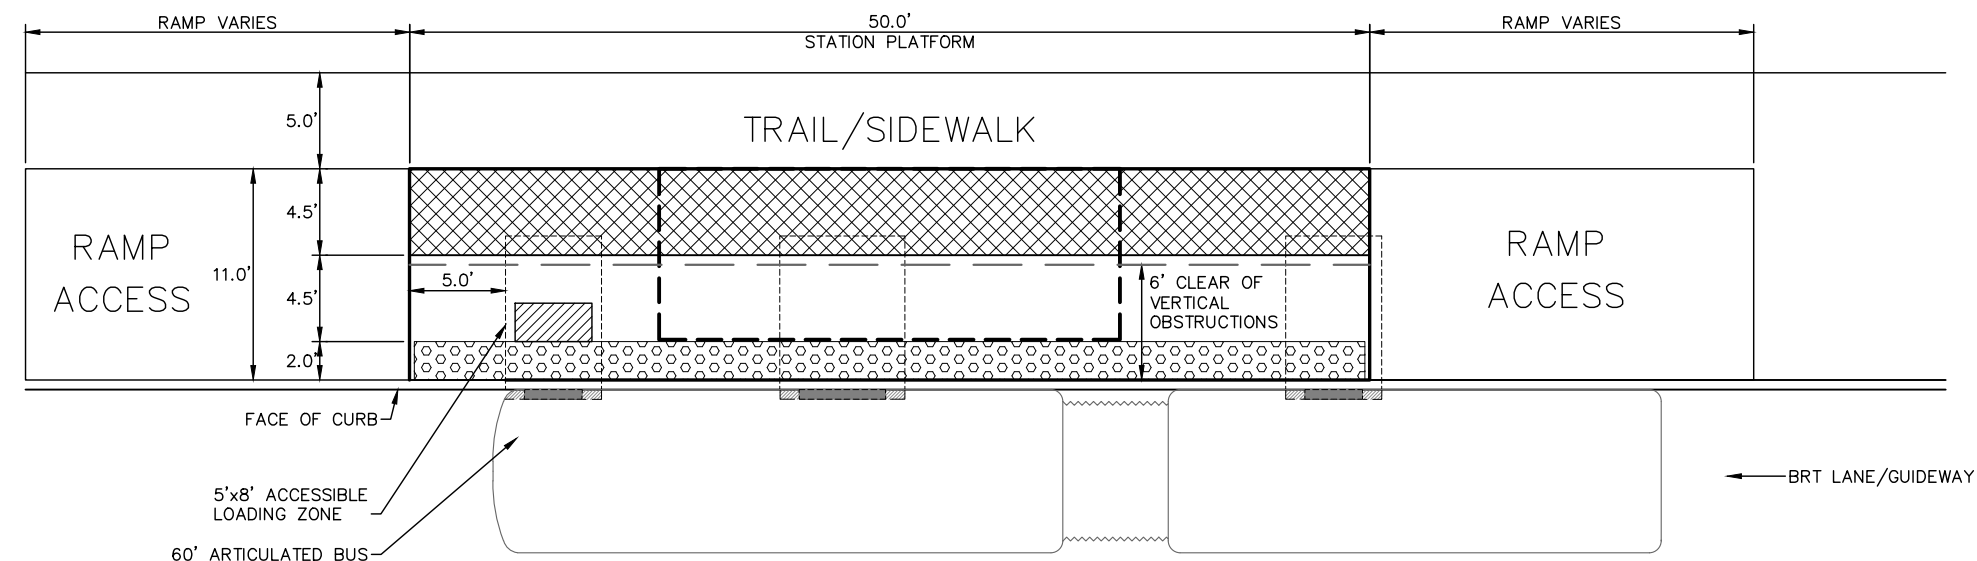 RAMP VARIES
50.0'
STATION PLATFORM
RAMP VARIES
5.0'
TRAIL/SIDEWALK
4.5'
RAMP
ACCESS
11.0'
4.5'
5.0'
6' CLEAR OF
VERTICAL
OBSTRUCTIONS
RAMP
ACCESS
2.0'
FACE OF CURB
5'x8' ACCESSIBLE
LOADING ZONE
60' ARTICULATED BUS
BRT LANE/GUIDEWAY